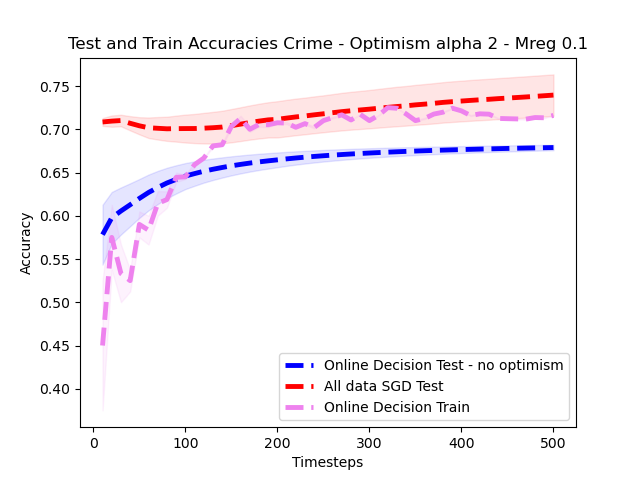 Test and Train Accuracies Crime - Optimism alpha 2 - Mreg 0.1
Accuracy
0.75
0.70
0.65
0.60
0.55
0.50
0.45
0.40
Online Decision Test - no optimism
All data SGD Test
Online Decision Train
0 100 200 300 400 500
Timesteps